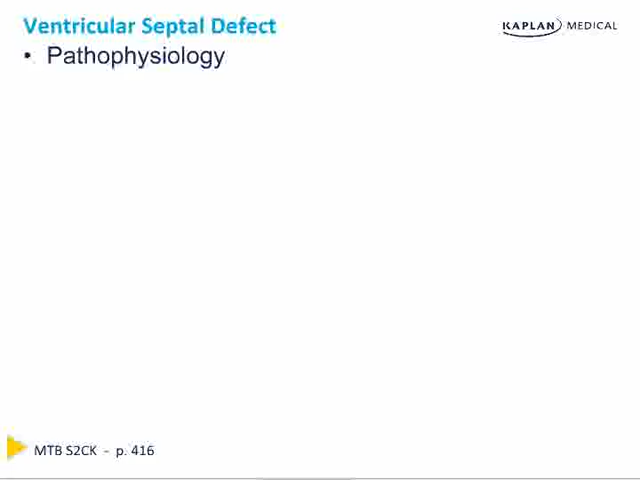 Ventricular Septal Defect
KAPLAN MEDICAL
• Pathophysiology
MTB S2CK - p. 416